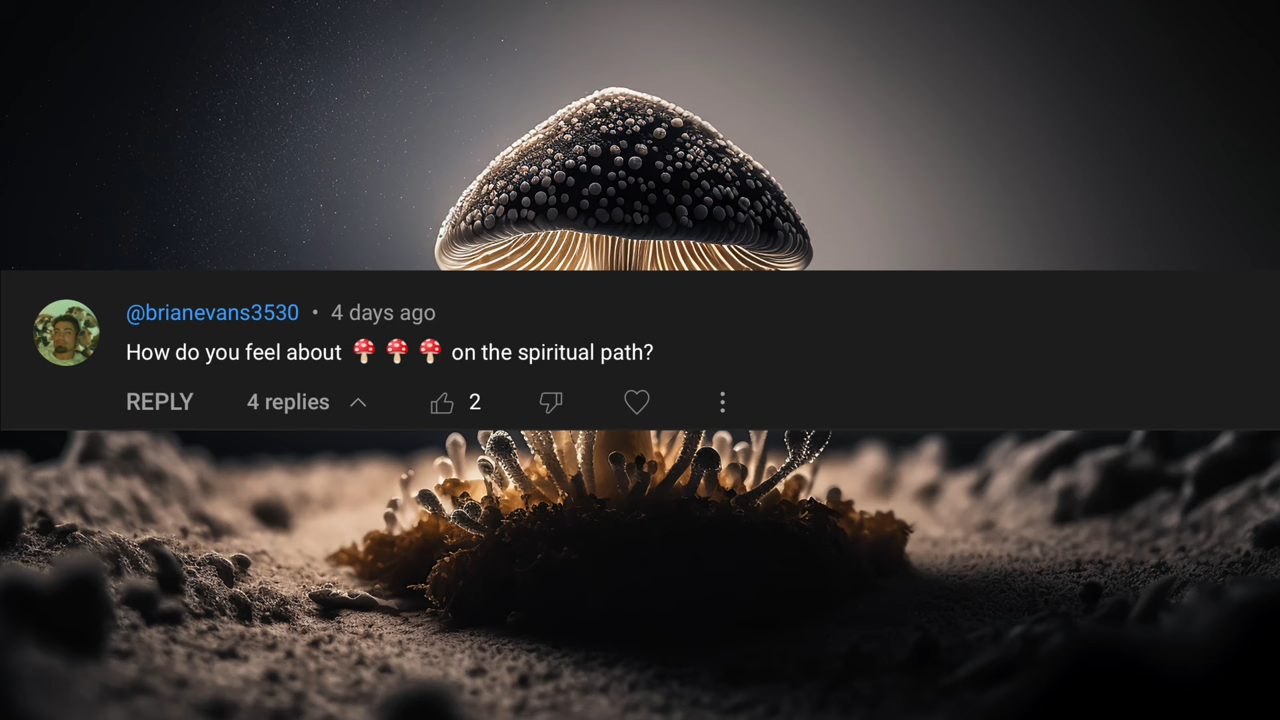 @brianevans3530 • 4 days ago
How do you feel about 🍄 🍄 🍄 on the spiritual path?
REPLY 4 replies 2